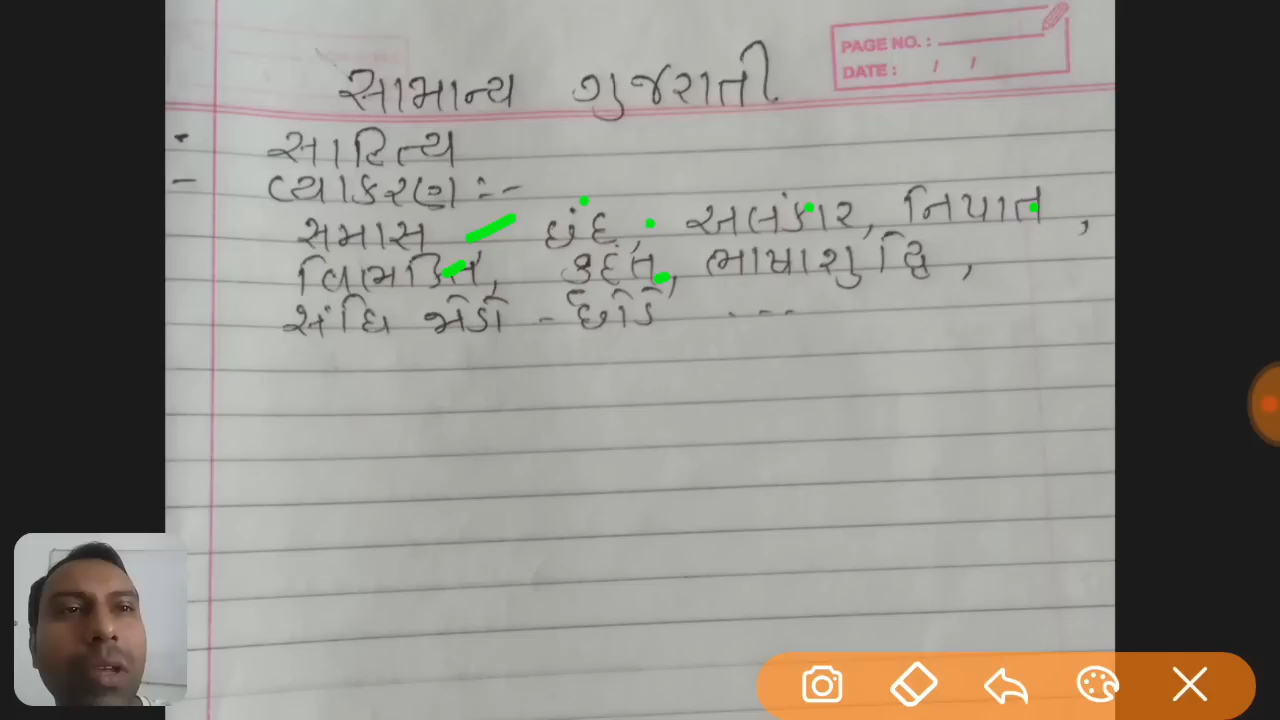 સામાન્ય ગુજરાતી
PAGE NO. :
DATE : / /
સાહિત્ય
- વ્યાકરણ :-
સમાસ છંદ, અલંકાર, નિપાત ,
વિભક્તિ, કૃદંત, ભાષાશુદ્ધિ ,
સંધિ જોડો - છોડો ---